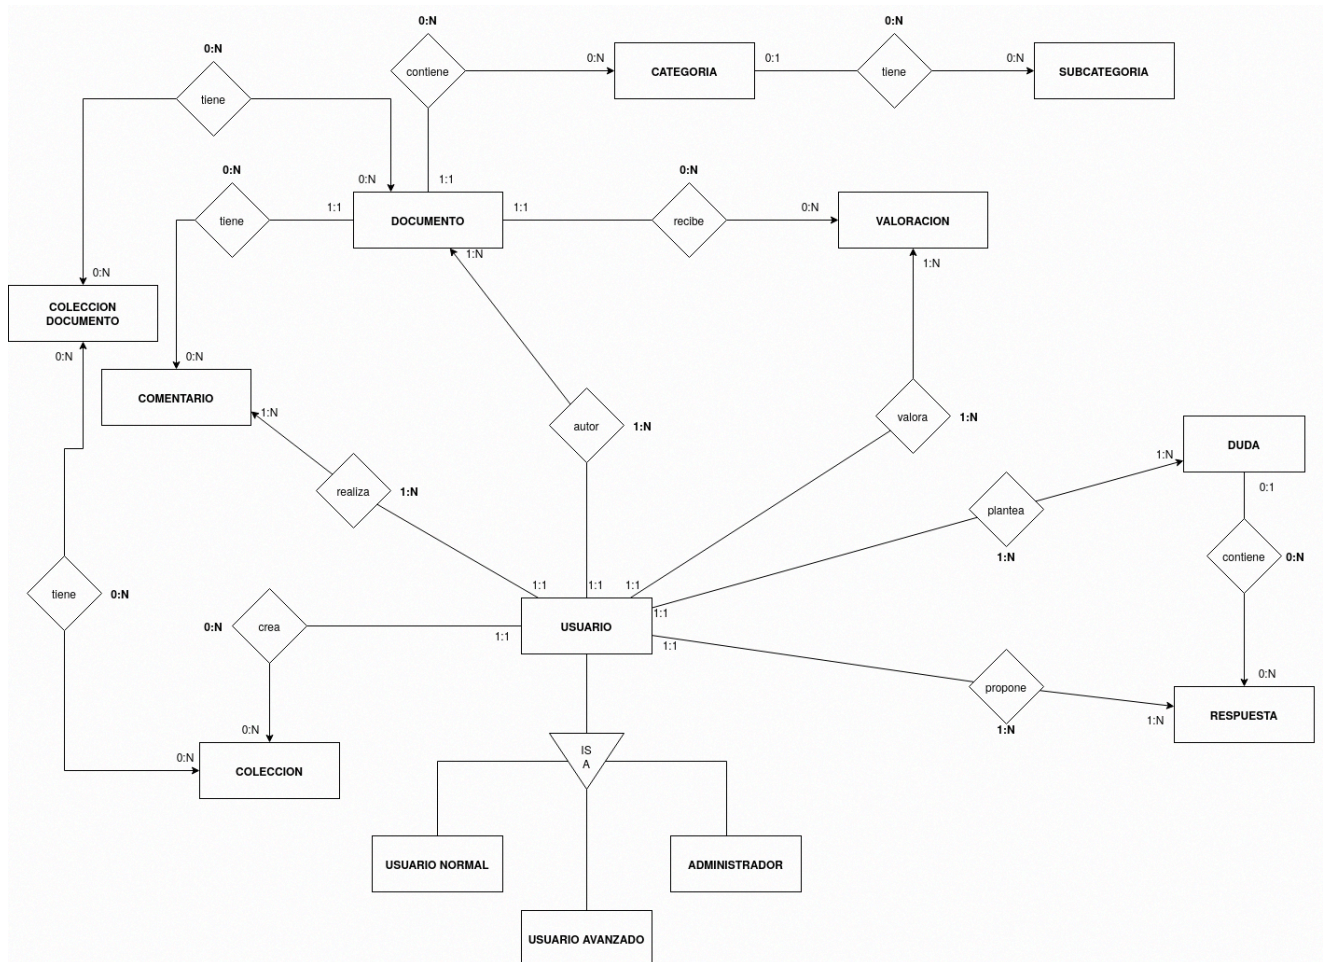 0:N
0:N
0:N
contiene
0:N
CATEGORIA
0:1
tiene
0:N
SUBCATEGORIA
0:N
tiene
0:N
1:1
0:N
0:N
tiene
1:1
DOCUMENTO
1:1
recibe
0:N
VALORACION
1:N
1:N
0:N
COLECCION
DOCUMENTO
0:N
0:N
COMENTARIO
1:N
autor
1:N
valora
1:N
DUDA
1:N
0:1
realiza
1:N
plantea
1:N
contiene
0:N
tiene
0:N
1:1
1:1
1:1
1:1
0:N
crea
1:1
USUARIO
1:1
propone
1:N
1:N
0:N
RESPUESTA
0:N
0:N
COLECCION
IS
A
USUARIO NORMAL
ADMINISTRADOR
USUARIO AVANZADO